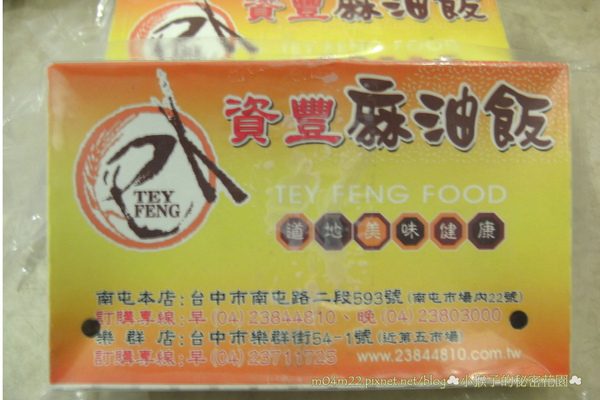 TEY FENG
資豐麻油飯
TEY FENG FOOD
道地美味健康
南屯本店:台中市南屯路二段593號(南屯市場內22號)
訂購專線:早(04)23844810、晚(04)23803000
樂群店:台中市樂群街54-1號(近第五市場)
訂購專線:早(04)23711725 www.23844810.com.tw
m04m22.pixnet.net/blog☘小猴子的秘密花園☘